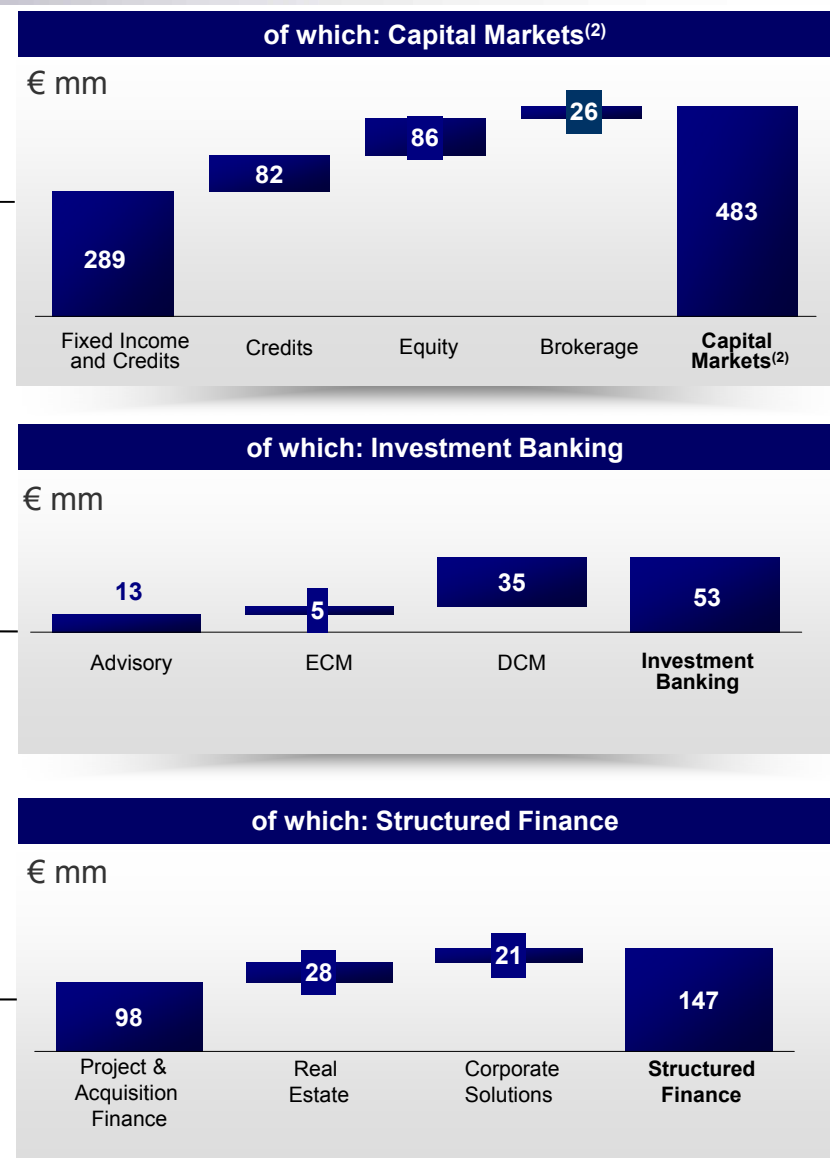 of which: Capital Markets(2)
€ mm
289
82
86
26
483
Fixed Income
and Credits
Credits
Equity
Brokerage
Capital
Markets(2)
of which: Investment Banking
€ mm
13
5
35
53
Advisory
ECM
DCM
Investment
Banking
of which: Structured Finance
€ mm
98
28
21
147
Project &
Acquisition
Finance
Real
Estate
Corporate
Solutions
Structured
Finance